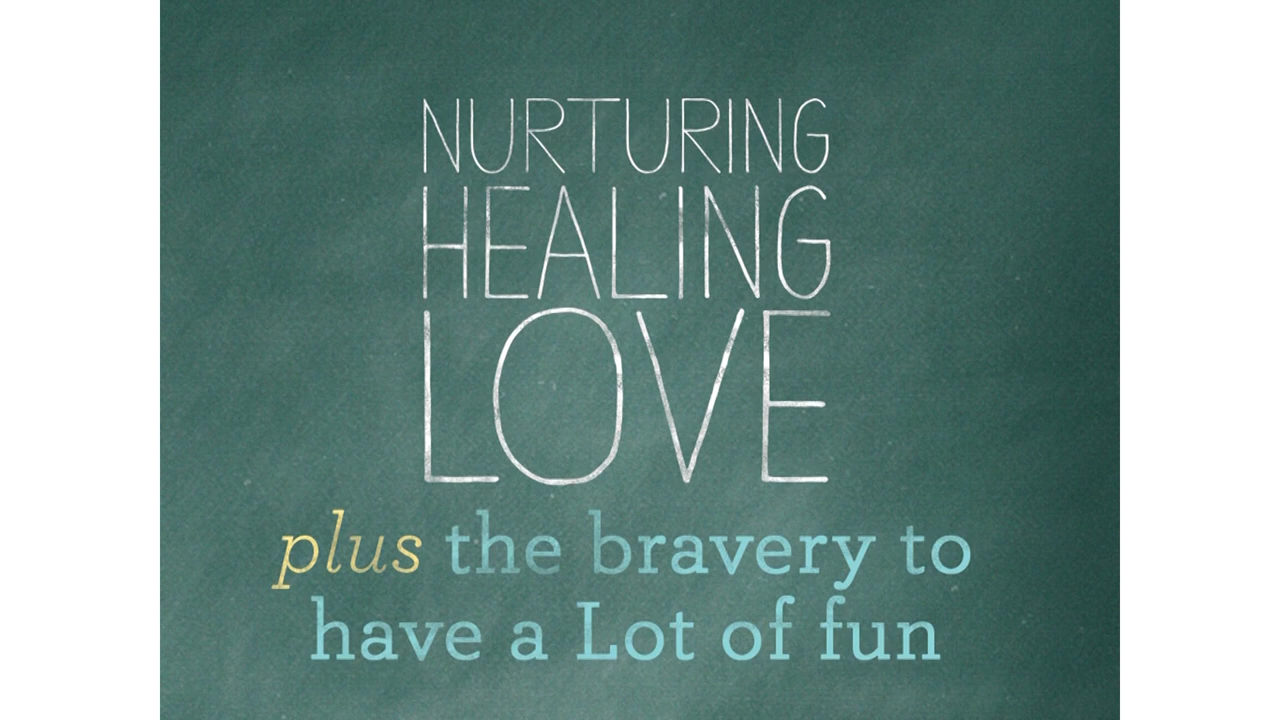 NURTURING
HEALING
LOVE
plus the bravery to
have a Lot of fun